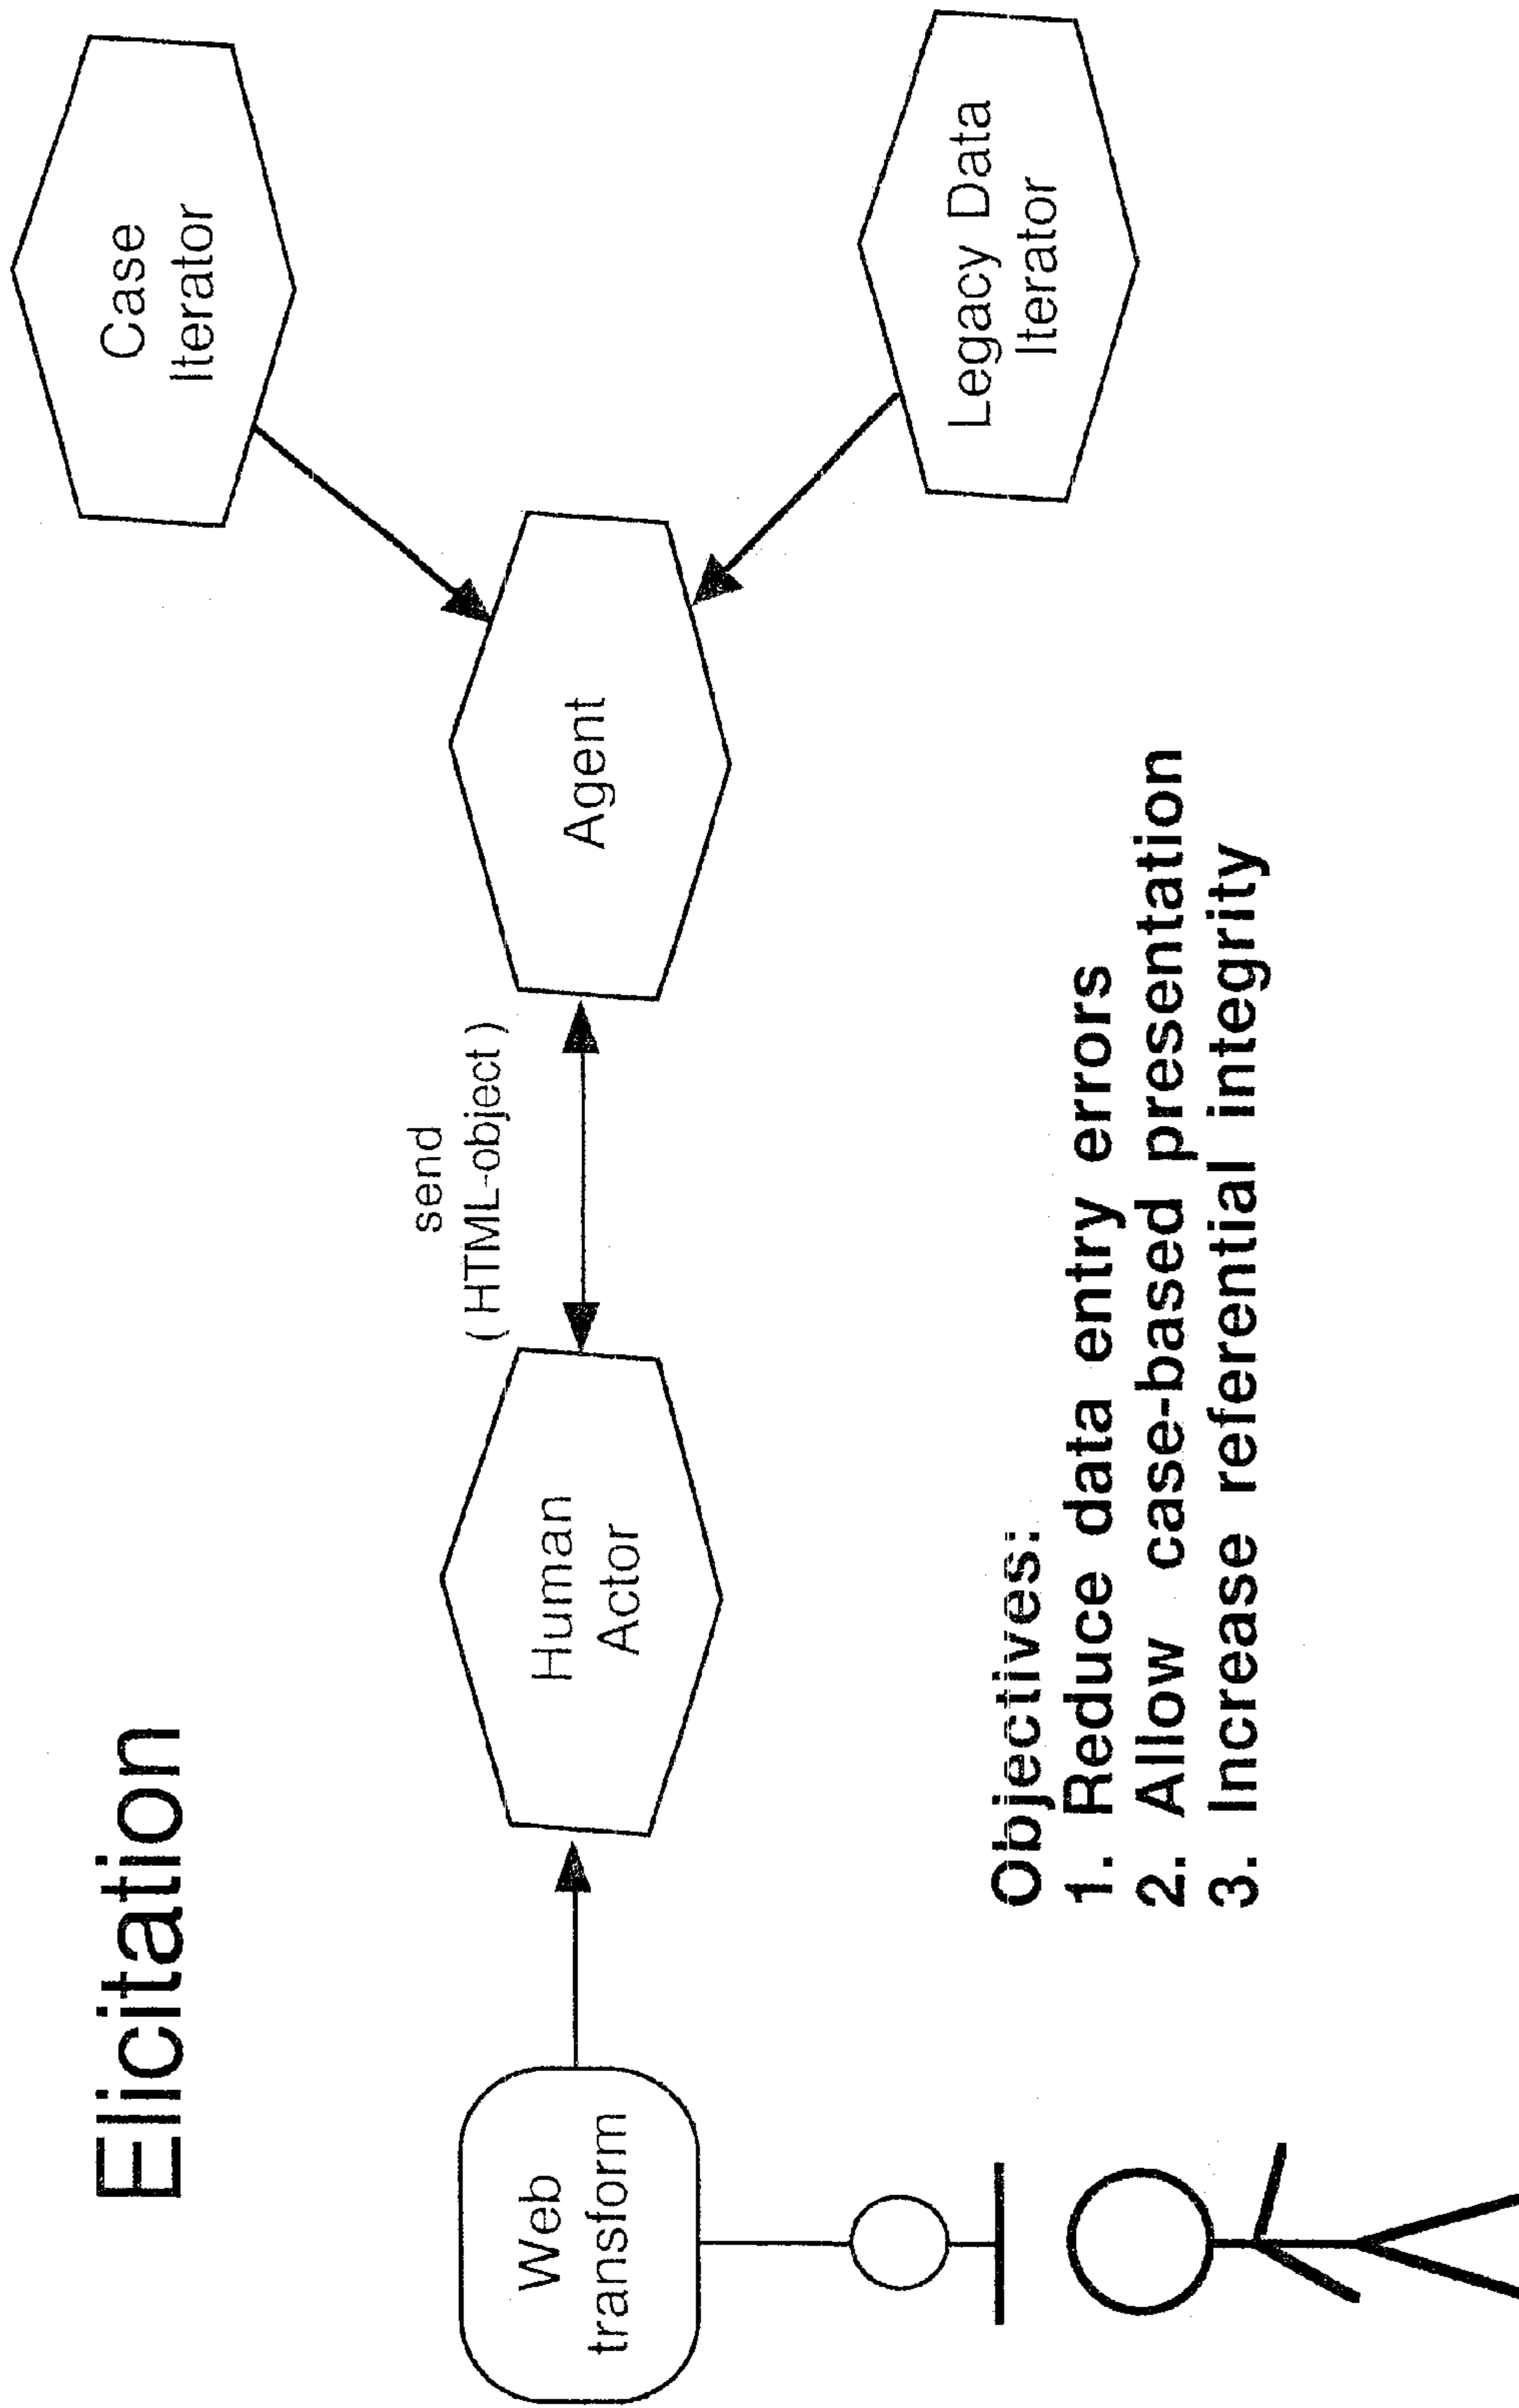 Elicitation
Case
Iterator
send
( HTML-object )
Web
transform
Human
Actor
Agent
Legacy Data
Iterator
Objectives:
1. Reduce data entry errors
2. Allow case-based presentation
3. Increase referential integrity